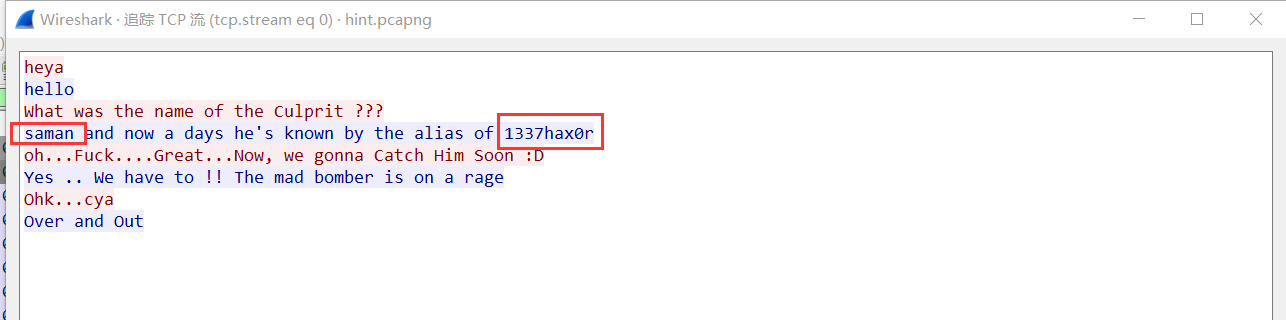 Wireshark · 追踪 TCP 流 (tcp.stream eq 0) · hint.pcapng
heya
hello
What was the name of the Culprit ???
saman and now a days he's known by the alias of 1337hax0r
oh...Fuck....Great...Now, we gonna Catch Him Soon :D
Yes .. We have to !! The mad bomber is on a rage
Ohk...cya
Over and Out